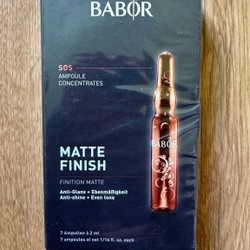 BABOR
SOS
AMPOULE
CONCENTRATES
BABOR
MATTE
FINISH
FINITION MATTE
Anti-Glanz + Ebenmäßigkeit
Anti-shine + Even tone
7 Ampullen à 2 ml
7 ampoules of net 1/16 fl. oz. each